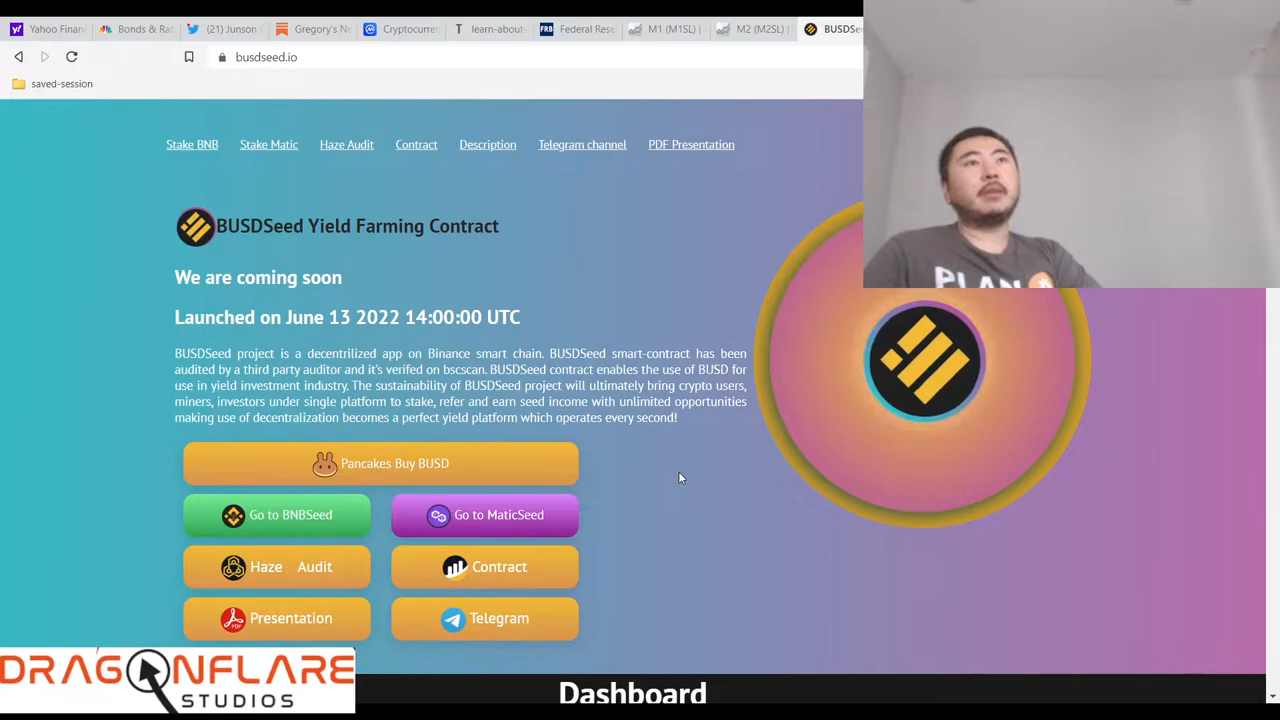 Yahoo Finan
Bonds & Rat
(21) Junson
Gregory's Ne
Cryptocurrer
learn-about-
Federal Rese
M1 (M1SL) |
M2 (M2SL) |
BUSDSe
busdseed.io
saved-session
Stake BNB
Stake Matic
Haze Audit
Contract
Description
Telegram channel
PDF Presentation
BUSDSeed Yield Farming Contract
We are coming soon
Launched on June 13 2022 14:00:00 UTC
BUSDSeed project is a decentrilized app on Binance smart chain. BUSDSeed smart-contract has been
audited by a third party auditor and it's verifed on bscscan. BUSDSeed contract enables the use of BUSD for
use in yield investment industry. The sustainability of BUSDSeed project will ultimately bring crypto users,
miners, investors under single platform to stake, refer and earn seed income with unlimited opportunities
making use of decentralization becomes a perfect yield platform which operates every second!
Pancakes Buy BUSD
Go to BNBSeed
Go to MaticSeed
Haze Audit
Contract
Presentation
Telegram
Dashboard
PLAN
DRAGONFLARE
STUDIOS